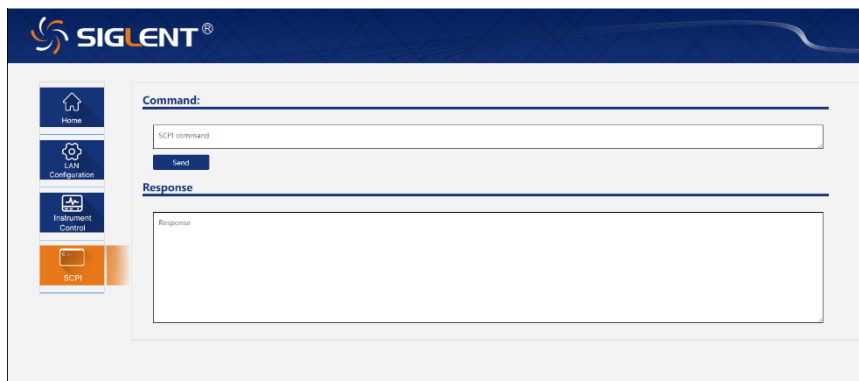 SIGLENT®
Home
LAN
Configuration
Instrument
Control
SCPI
Command:
SCPI command
Send
Response
Response